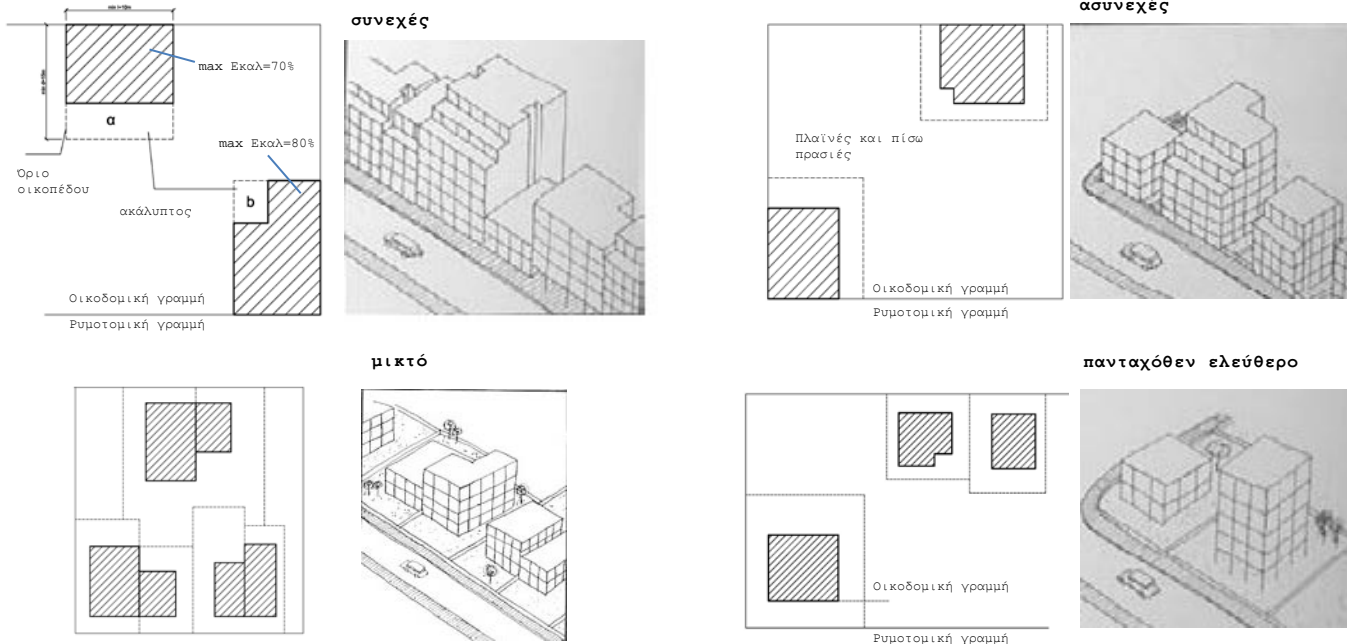 συνεχές
max Εκαλ=70%
α
max Εκαλ=80%
Όριο
οικοπέδου
b
ακάλυπτος
Οικοδομική γραμμή
Ρυμοτομική γραμμή
ασυνεχές
Πλαϊνές και πίσω
πρασιές
Οικοδομική γραμμή
Ρυμοτομική γραμμή
μικτό
πανταχόθεν ελεύθερο
Οικοδομική γραμμή
Ρυμοτομική γραμμή